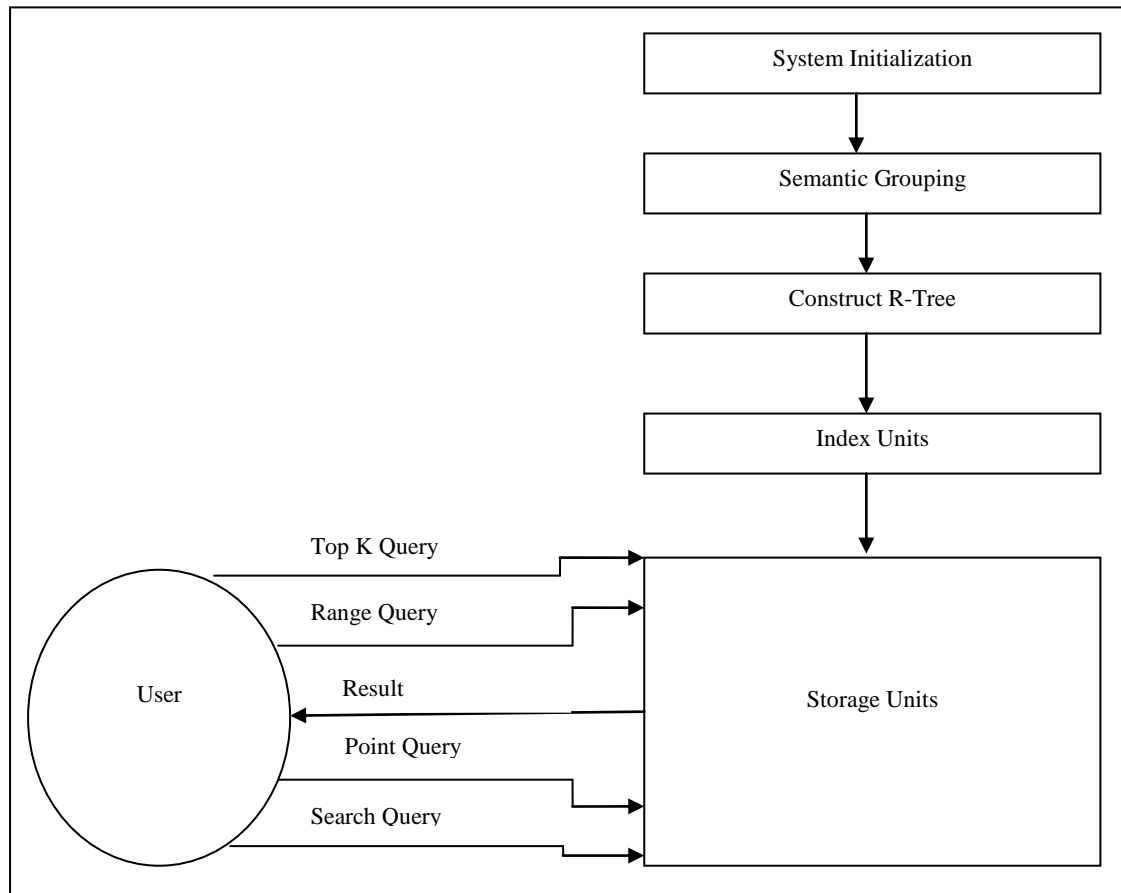 System Initialization
Semantic Grouping
Construct R-Tree
Index Units
Top K Query
Range Query
User
Result
Storage Units
Point Query
Search Query